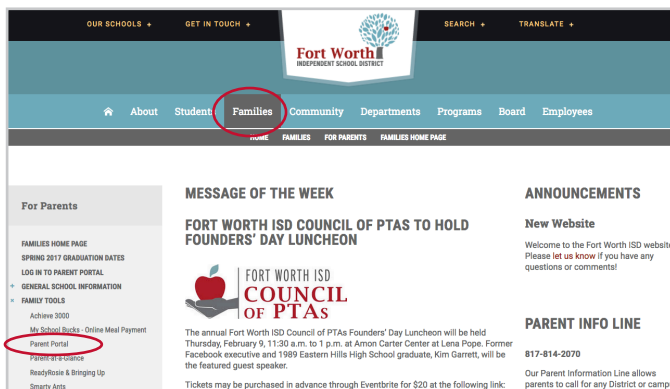 OUR SCHOOLS +
GET IN TOUCH +
SEARCH +
TRANSLATE +
Fort Worth
INDEPENDENT SCHOOL DISTRICT
About
Students
Families
Community
Departments
Programs
Board
Employees
HOME
FAMILIES
FOR PARENTS
FAMILIES HOME PAGE
For Parents
FAMILIES HOME PAGE
SPRING 2017 GRADUATION DATES
LOG IN TO PARENT PORTAL
+ GENERAL SCHOOL INFORMATION
FAMILY TOOLS
Achieve 3000
My School Bucks - Online Meal Payment
Parent Portal
Parent-at-a-Glance
ReadyRosie & Bringing Up
Smarty Ants
MESSAGE OF THE WEEK
FORT WORTH ISD COUNCIL OF PTAS TO HOLD
FOUNDERS' DAY LUNCHEON
FORT WORTH ISD
COUNCIL
OF PTAs
The annual Fort Worth ISD Council of PTAs Founders' Day Luncheon will be held
Thursday, February 9, 11:30 a.m. to 1 p.m. at Amon Carter Center at Lena Pope. Former
Facebook executive and 1989 Eastern Hills High School graduate, Kim Garrett, will be
the featured guest speaker.
Tickets may be purchased in advance through Eventbrite for $20 at the following link:
ANNOUNCEMENTS
New Website
Welcome to the Fort Worth ISD website
Please let us know if you have any
questions or comments!
PARENT INFO LINE
817-814-2070
Our Parent Information Line allows
parents to call for any District or camp